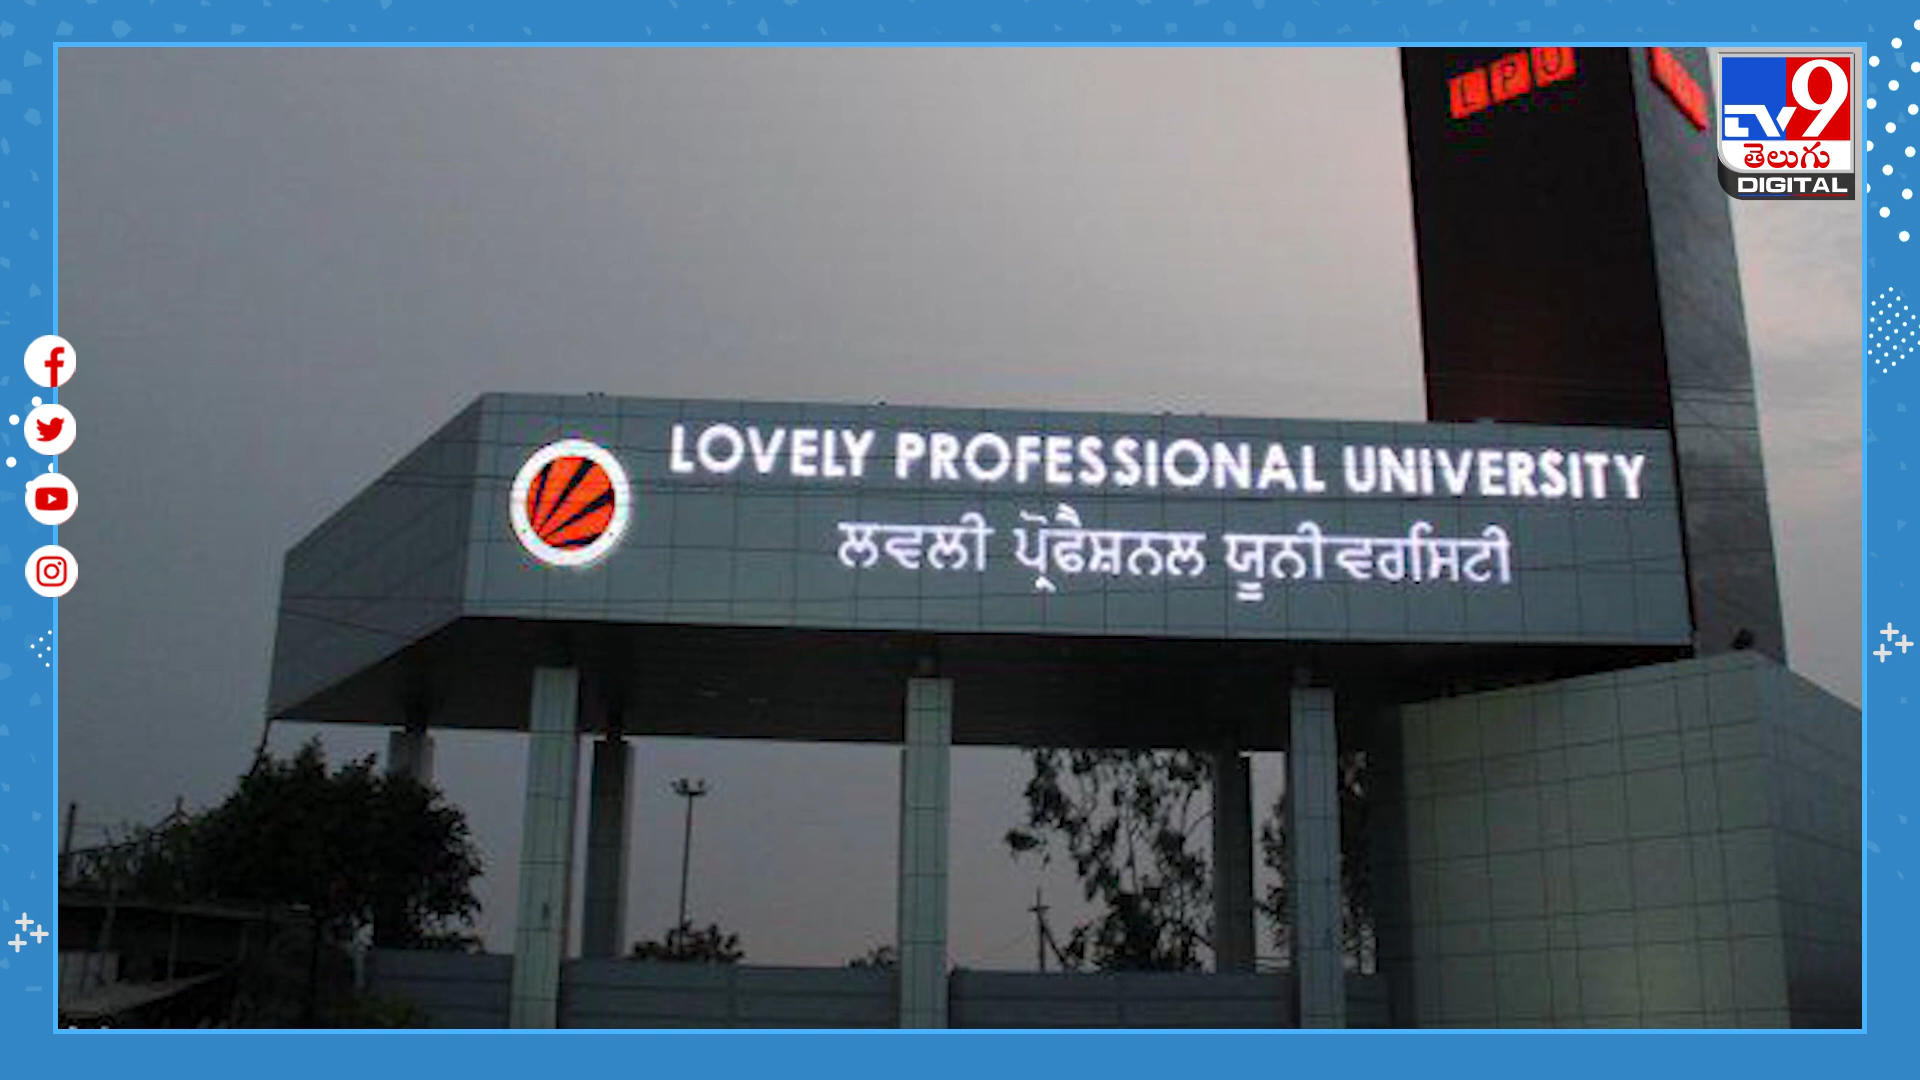 LPU
TV9
తెలుగు
DIGITAL
LOVELY PROFESSIONAL UNIVERSITY
ਲਵਲੀ ਪ੍ਰੋਫੈਸ਼ਨਲ ਯੂਨੀਵਰਸਿਟੀ